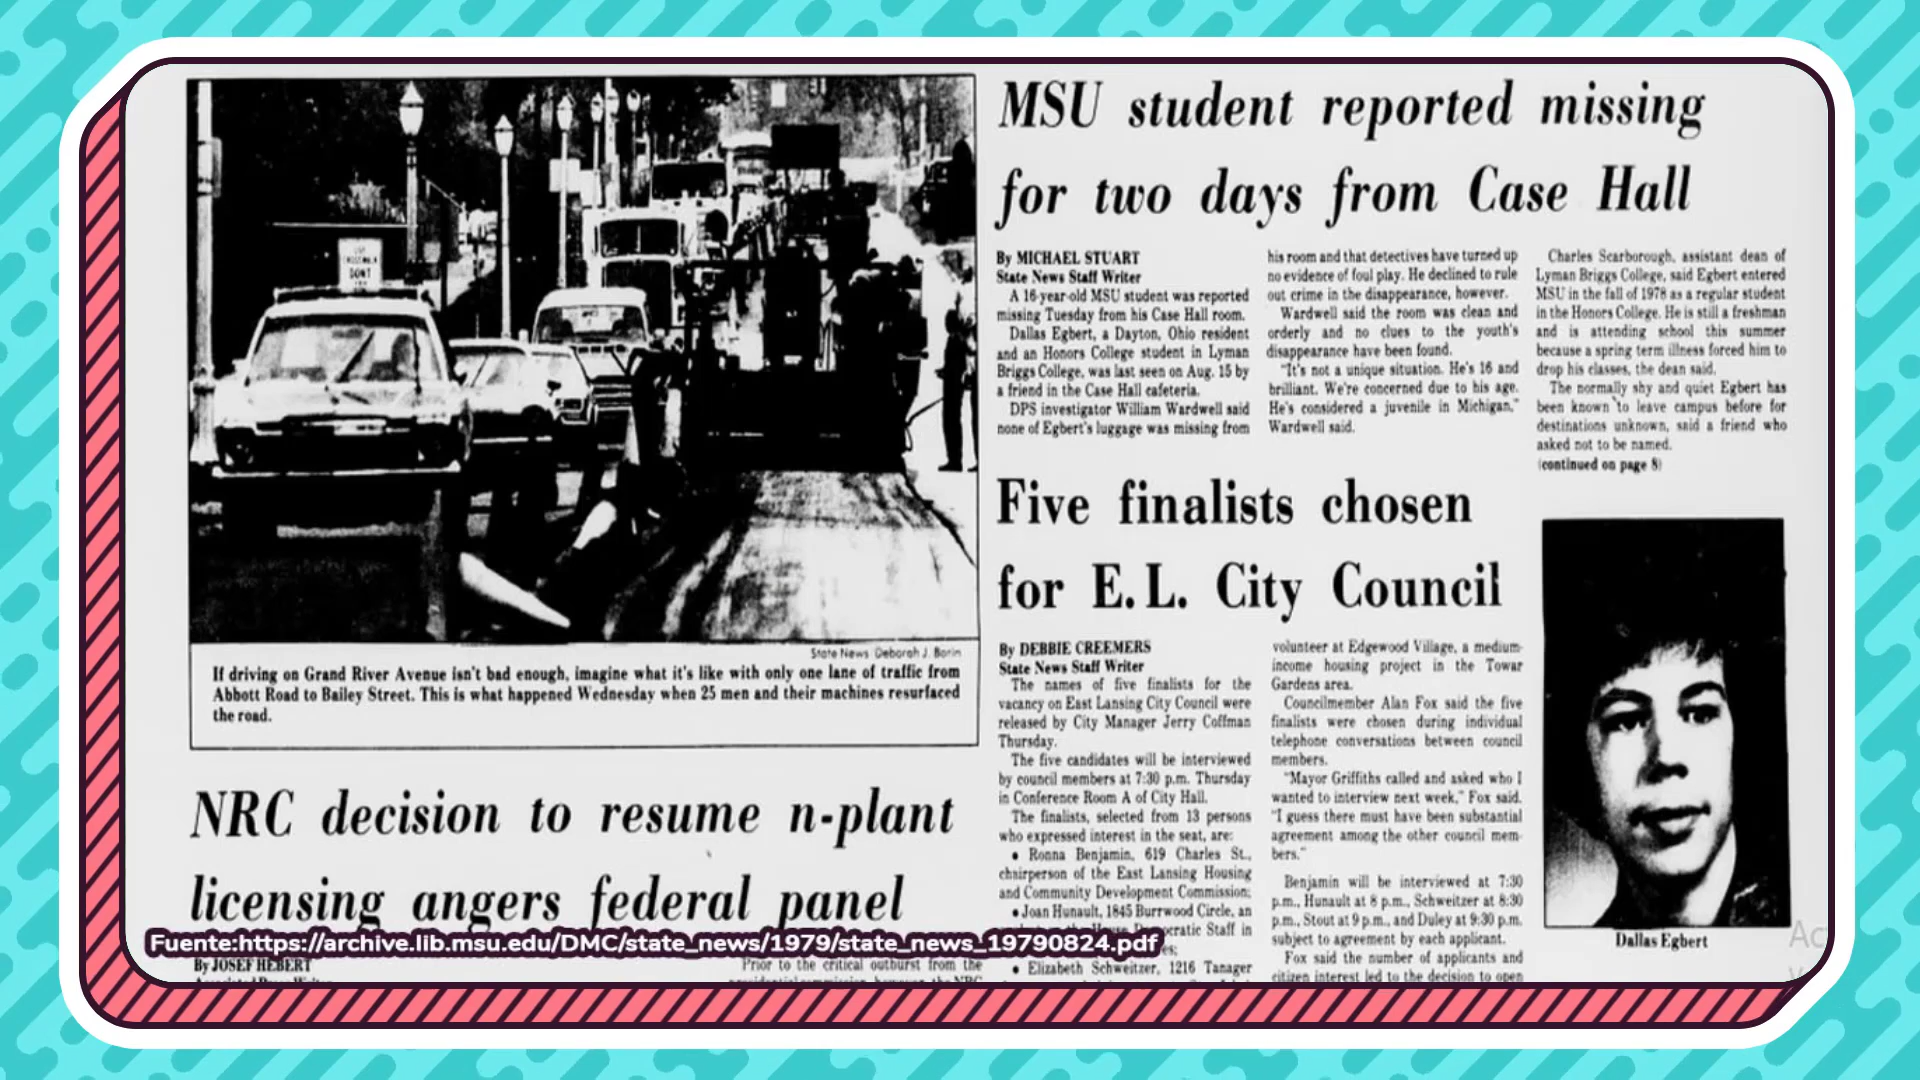 State News Deborah J. Borin
If driving on Grand River Avenue isn't bad enough, imagine what it's like with only one lane of traffic from
Abbott Road to Bailey Street. This is what happened Wednesday when 25 men and their machines resurfaced
the road.
NRC decision to resume n-plant
licensing angers federal panel
By JOSEF HEBERT
Prior to the critical outburst from the
MSU student reported missing
for two days from Case Hall
By MICHAEL STUART
State News Staff Writer
A 16-year-old MSU student was reported
missing Tuesday from his Case Hall room.
Dallas Egbert, a Dayton, Ohio resident
and an Honors College student in Lyman
Briggs College, was last seen on Aug. 15 by
a friend in the Case Hall cafeteria.
DPS investigator William Wardwell said
none of Egbert's luggage was missing from
his room and that detectives have turned up
no evidence of foul play. He declined to rule
out crime in the disappearance, however.
Wardwell said the room was clean and
orderly and no clues to the youth's
disappearance have been found.
"It's not a unique situation. He's 16 and
brilliant. We're concerned due to his age.
He's considered a juvenile in Michigan,"
Wardwell said.
Charles Scarborough, assistant dean of
Lyman Briggs College, said Egbert entered
MSU in the fall of 1978 as a regular student
in the Honors College. He is still a freshman
and is attending school this summer
because a spring term illness forced him to
drop his classes, the dean said.
The normally shy and quiet Egbert has
been known to leave campus before for
destinations unknown, said a friend who
asked not to be named.
(continued on page 8)
Five finalists chosen
for E.L. City Council
By DEBBIE CREEMERS
State News Staff Writer
The names of five finalists for the
vacancy on East Lansing City Council were
released by City Manager Jerry Coffman
Thursday.
The five candidates will be interviewed
by council members at 7:30 p.m. Thursday
in Conference Room A of City Hall.
The finalists, selected from 13 persons
who expressed interest in the seat, are:
• Ronna Benjamin, 619 Charles St.,
chairperson of the East Lansing Housing
and Community Development Commission;
• Joan Hunault, 1845 Burrwood Circle, an
Staff in
• Elizabeth Schweitzer, 1216 Tanager
volunteer at Edgewood Village, a medium-
income housing project in the Towar
Gardens area.
Councilmember Alan Fox said the five
finalists were chosen during individual
telephone conversations between council
members.
"Mayor Griffiths called and asked who I
wanted to interview next week," Fox said.
"I guess there must have been substantial
agreement among the other council mem-
bers."
Benjamin will be interviewed at 7:30
p.m., Hunault at 8 p.m., Schweitzer at 8:30
p.m., Stout at 9 p.m., and Duley at 9:30 p.m.
subject to agreement by each applicant.
Fox said the number of applicants and
citizen interest led to the decision to open
Dallas Egbert
Fuente:https://archive.lib.msu.edu/DMC/state_news/1979/state_news_19790824.pdf